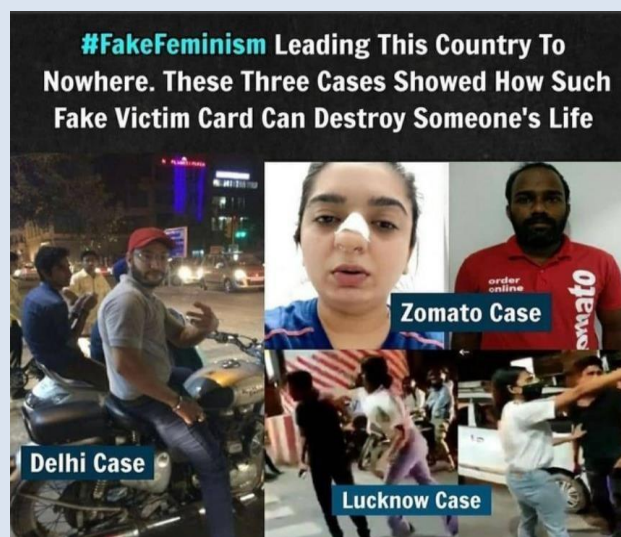 #FakeFeminism Leading This Country To
Nowhere. These Three Cases Showed How Such
Fake Victim Card Can Destroy Someone's Life
order
online
zomato
Zomato Case
Delhi Case
Lucknow Case